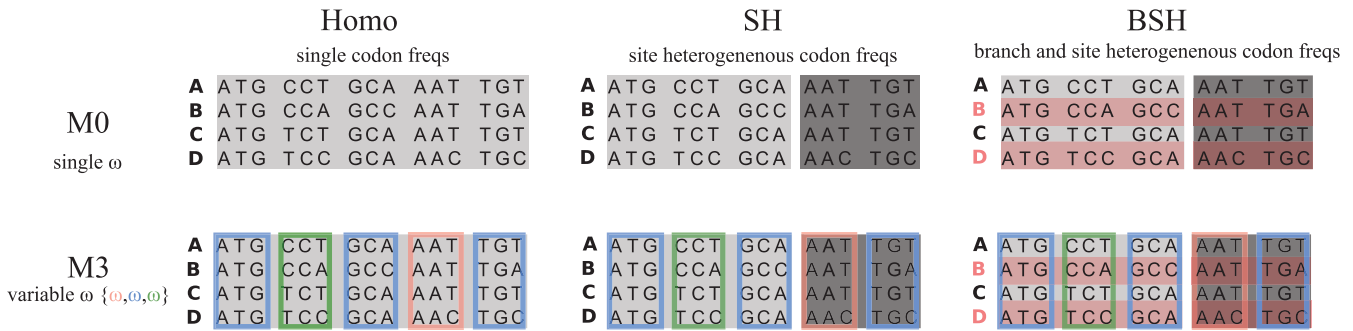 Homo SH BSH
single codon freqs site heterogenenous codon freqs branch and site heterogenenous codon freqs
A ATG CCT GCA AAT TGT A ATG CCT GCA AAT TGT A ATG CCT GCA AAT TGT
B ATG CCA GCC AAT TGA B ATG CCA GCC AAT TGA B ATG CCA GCC AAT TGA
M0
C ATG TCT GCA AAT TGT C ATG TCT GCA AAT TGT C ATG TCT GCA AAT TGT
single ω
D ATG TCC GCA AAC TGC D ATG TCC GCA AAC TGC D ATG TCC GCA AAC TGC
A ATG CCT GCA AAT TGT A ATG CCT GCA AAT TGT A ATG CCT GCA AAT TGT
M3
B ATG CCA GCC AAT TGA B ATG CCA GCC AAT TGA B ATG CCA GCC AAT TGA
variable ω {ω,ω,ω}
C ATG TCT GCA AAT TGT C ATG TCT GCA AAT TGT C ATG TCT GCA AAT TGT
D ATG TCC GCA AAC TGC D ATG TCC GCA AAC TGC D ATG TCC GCA AAC TGC